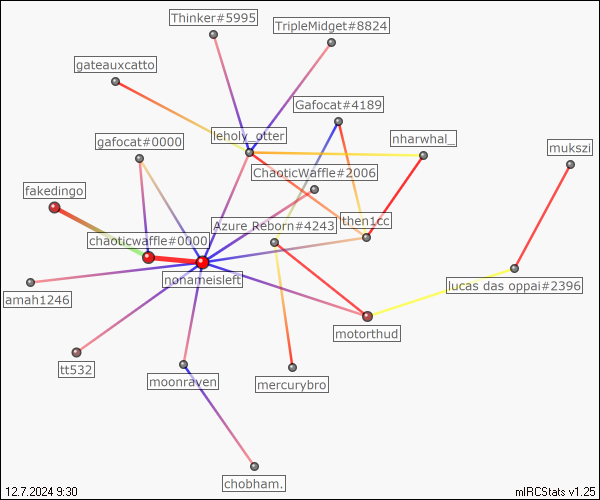 Thinker#5995
TripleMidget#8824
gateauxcatto
Gafocat#4189
gafocat#0000
leholy_otter
nharwhal_
mukszi
ChaoticWaffle#2006
fakedingo
Azure Reborn#4243
then1cc
chaoticwaffle#0000
nonameisleft
lucas das oppai#2396
amah1246
motorthud
tt532
moonraven
mercurybro
chobham.
12.7.2024 9:30
mIRCStats v1.25